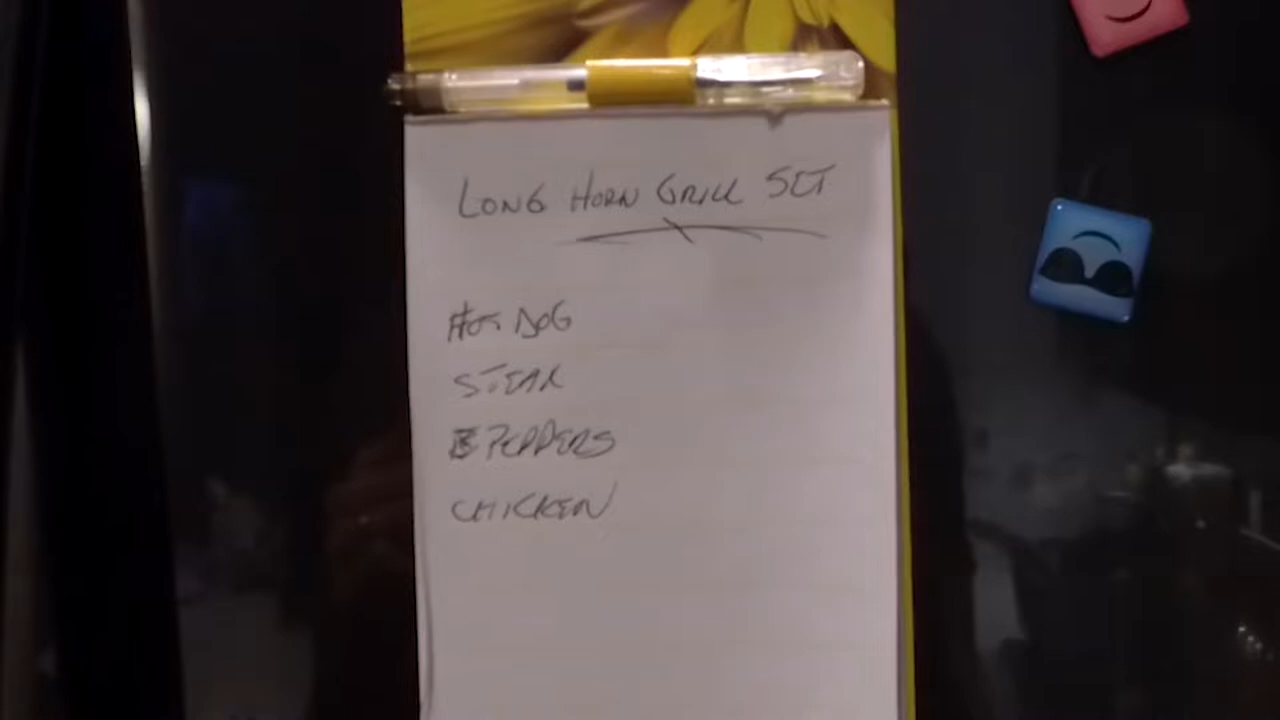 LONG HORN GRILL SET
HOT DOG
STEAK
PEPPERS
CHICKEN